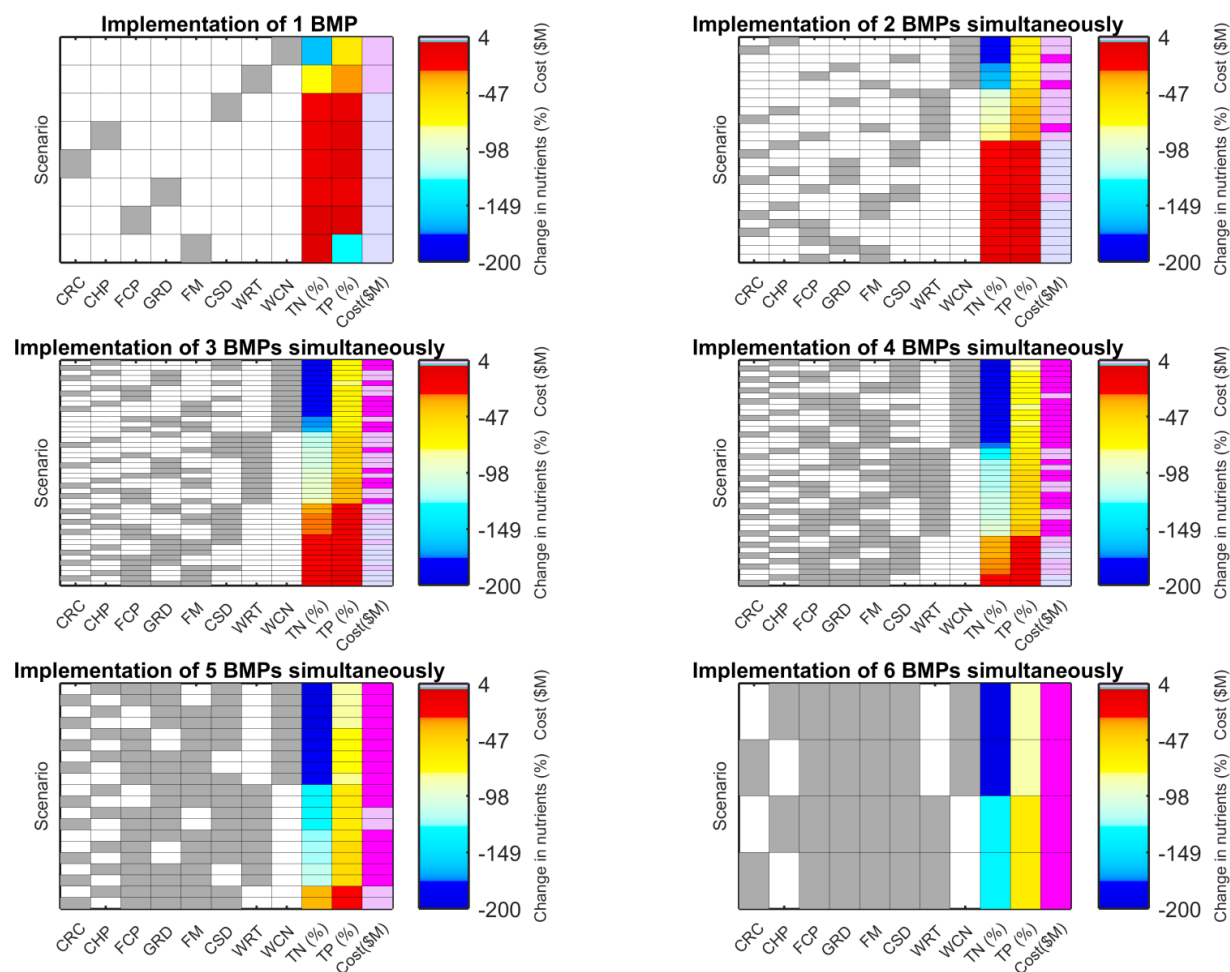 Implementation of 1 BMP
Scenario
CRC
CHP
FCP
GRD
FM
CSD
WRT
WCN
TN (%)
TP (%)
Cost($M)
4
-47
-98
-149
-200
Change in nutrients (%) Cost ($M)
Implementation of 2 BMPs simultaneously
Scenario
CRC
CHP
FCP
GRD
FM
CSD
WRT
WCN
TN (%)
TP (%)
Cost($M)
4
-47
-98
-149
-200
Change in nutrients (%) Cost ($M)
Implementation of 3 BMPs simultaneously
Scenario
CRC
CHP
FCP
GRD
FM
CSD
WRT
WCN
TN (%)
TP (%)
Cost($M)
4
-47
-98
-149
-200
Change in nutrients (%) Cost ($M)
Implementation of 4 BMPs simultaneously
Scenario
CRC
CHP
FCP
GRD
FM
CSD
WRT
WCN
TN (%)
TP (%)
Cost($M)
4
-47
-98
-149
-200
Change in nutrients (%) Cost ($M)
Implementation of 5 BMPs simultaneously
Scenario
CRC
CHP
FCP
GRD
FM
CSD
WRT
WCN
TN (%)
TP (%)
Cost($M)
4
-47
-98
-149
-200
Change in nutrients (%) Cost ($M)
Implementation of 6 BMPs simultaneously
Scenario
CRC
CHP
FCP
GRD
FM
CSD
WRT
WCN
TN (%)
TP (%)
Cost($M)
4
-47
-98
-149
-200
Change in nutrients (%) Cost ($M)